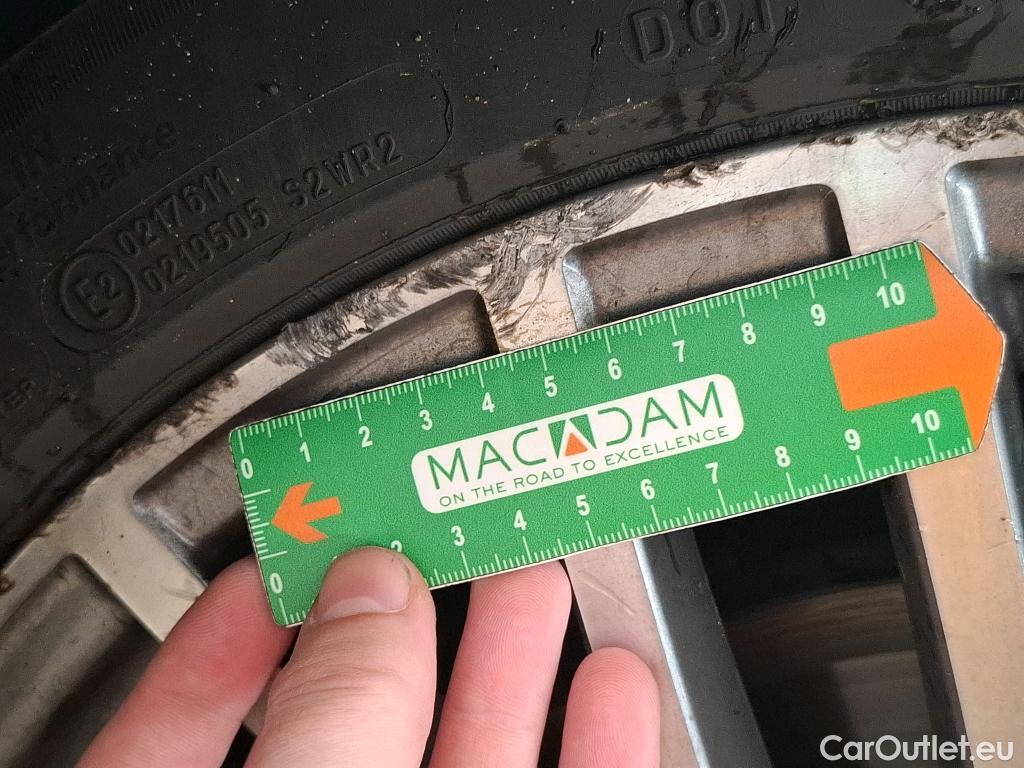 DOT
E2
0217611
0219505 S2WR2
0 1 2 3 4 5 6 7 8 9 10
MACADAM
ON THE ROAD TO EXCELLENCE
0 2 3 4 5 6 7 8 9 10
CarOutlet.eu